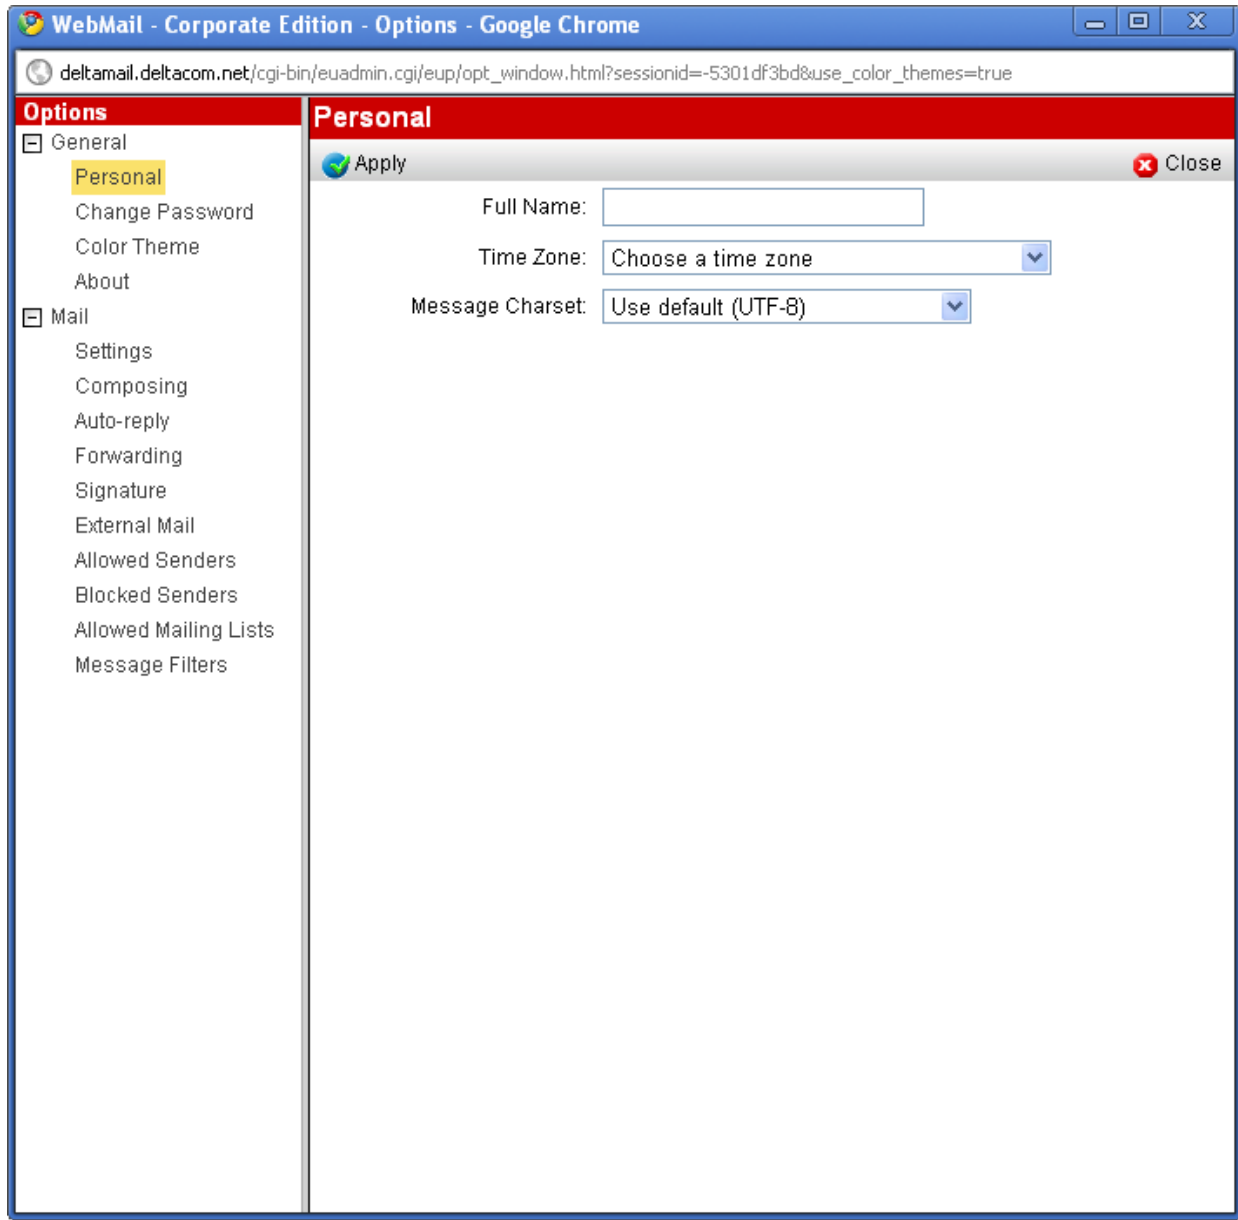 WebMail - Corporate Edition - Options - Google Chrome
deltamail.deltacom.net/cgi-bin/euadmin.cgi/eup/opt_window.html?sessionid=-5301df3bd&use_color_themes=true
Options
General
Personal
Change Password
Color Theme
About
Mail
Settings
Composing
Auto-reply
Forwarding
Signature
External Mail
Allowed Senders
Blocked Senders
Allowed Mailing Lists
Message Filters
Personal
Apply
Close
Full Name:
Time Zone: Choose a time zone
Message Charset: Use default (UTF-8)